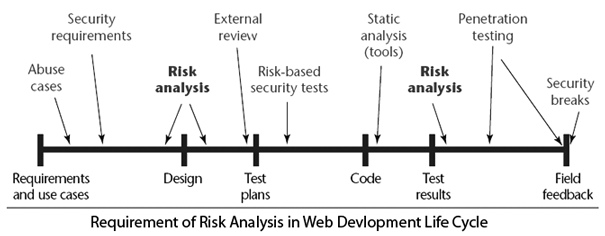 Security
requirements
External
review
Static
analysis
(tools)
Penetration
testing
Abuse
cases
Risk
analysis
Risk-based
security tests
Risk
analysis
Security
breaks
Requirements
and use cases
Design
Test
plans
Code
Test
results
Field
feedback
Requirement of Risk Analysis in Web Devlopment Life Cycle